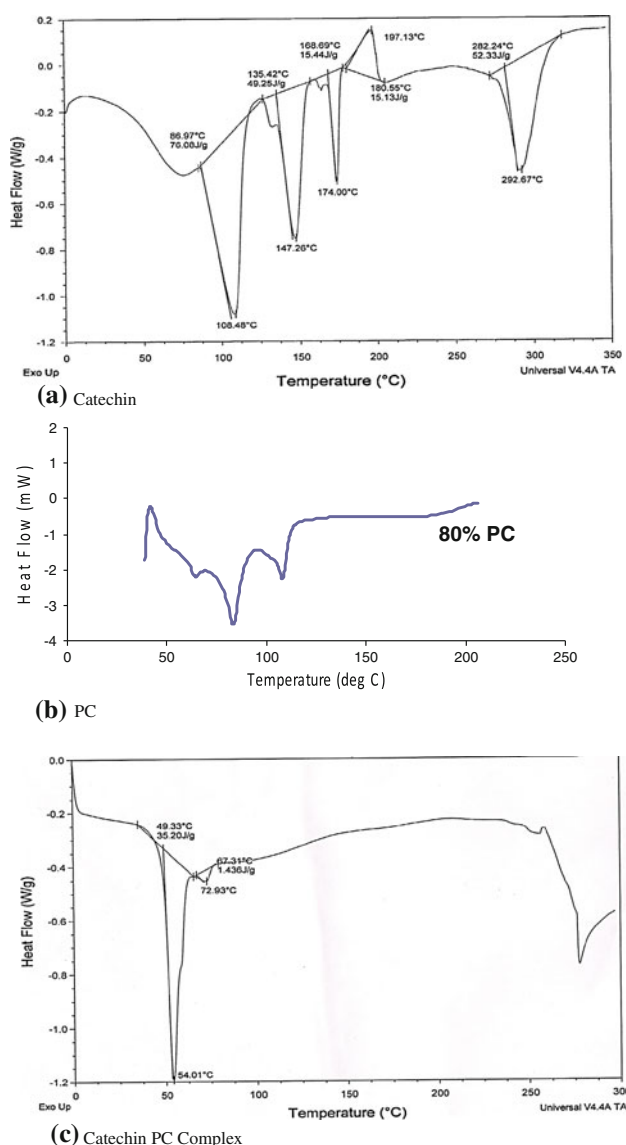 0.2
0.0
-0.2
-0.4
-0.6
-0.8
-1.0
-1.2
Heat Flow (W/g)
86.97°C
76.08J/g
108.48°C
135.42°C
49.25J/g
147.26°C
168.69°C
15.44J/g
174.00°C
197.13°C
180.55°C
15.13J/g
282.24°C
52.33J/g
292.67°C
0
50
100
150
200
250
300
350
Exo Up
Temperature (°C)
Universal V4.4A TA
(a) Catechin
2
1
0
-1
-2
-3
-4
Heat Flow (mW)
80% PC
0
50
100
150
200
250
Temperature (deg C)
(b) PC
0.0
-0.2
-0.4
-0.6
-0.8
-1.0
-1.2
Heat Flow (W/g)
49.33°C
35.20J/g
67.31°C
1.436J/g
72.93°C
54.01°C
0
50
100
150
200
250
300
Exo Up
Temperature (°C)
Universal V4.4A TA
(c) Catechin PC Complex